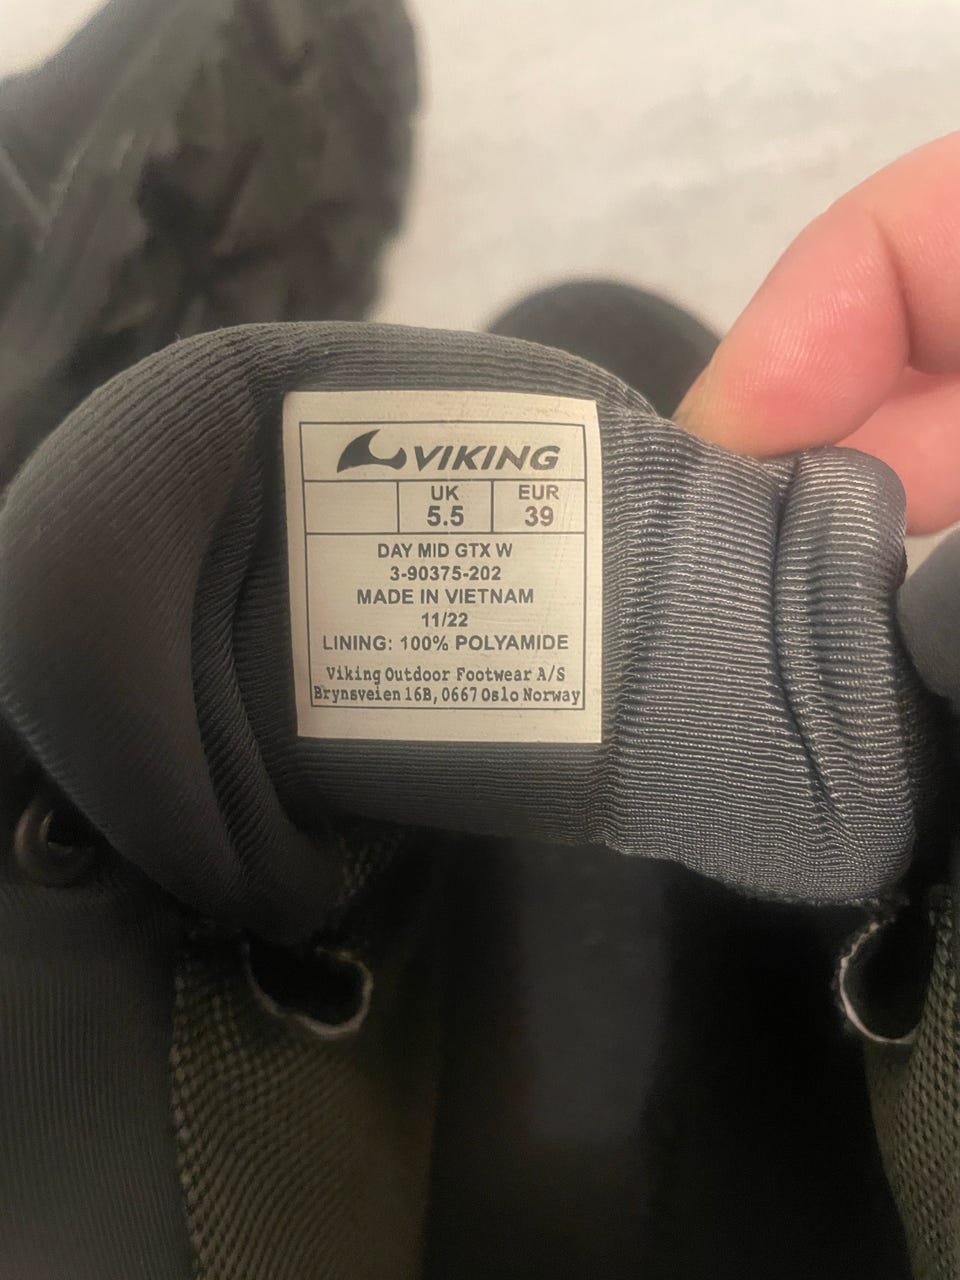 VIKING
UK EUR
5.5 39
DAY MID GTX W
3-90375-202
MADE IN VIETNAM
11/22
LINING: 100% POLYAMIDE
Viking Outdoor Footwear A/S
Brynsveien 16B, 0667 Oslo Norway